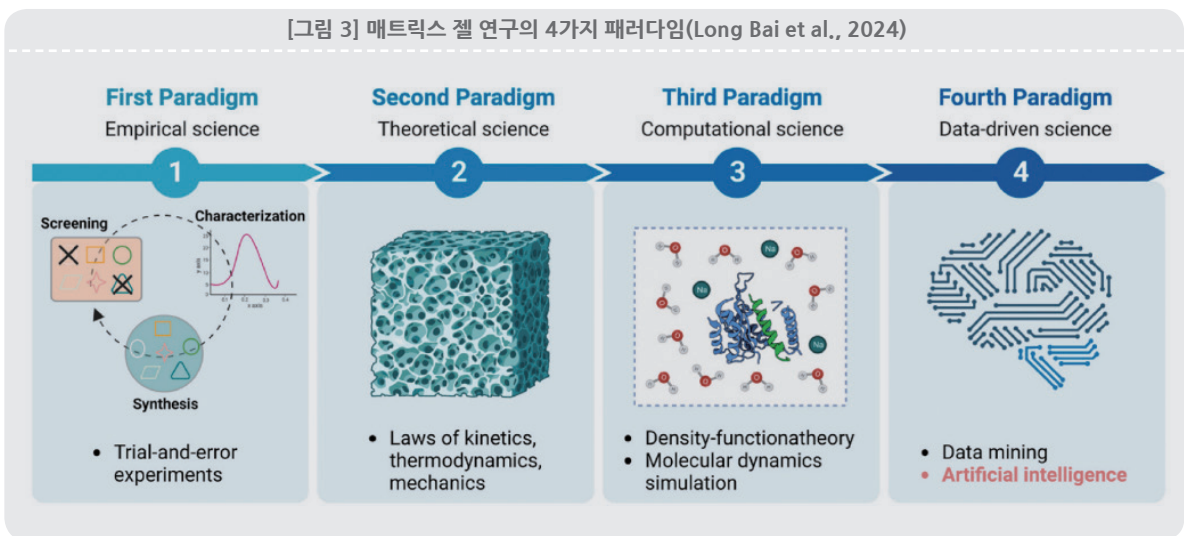 [그림 3] 매트릭스 젤 연구의 4가지 패러다임(Long Bai et al., 2024)
First Paradigm
Empirical science
1
Screening
Characterization
Synthesis
• Trial-and-error
experiments
Second Paradigm
Theoretical science
2
• Laws of kinetics,
thermodynamics,
mechanics
Third Paradigm
Computational science
3
Na
Na
Na
• Density-functionatheory
• Molecular dynamics
simulation
Fourth Paradigm
Data-driven science
4
• Data mining
• Artificial intelligence